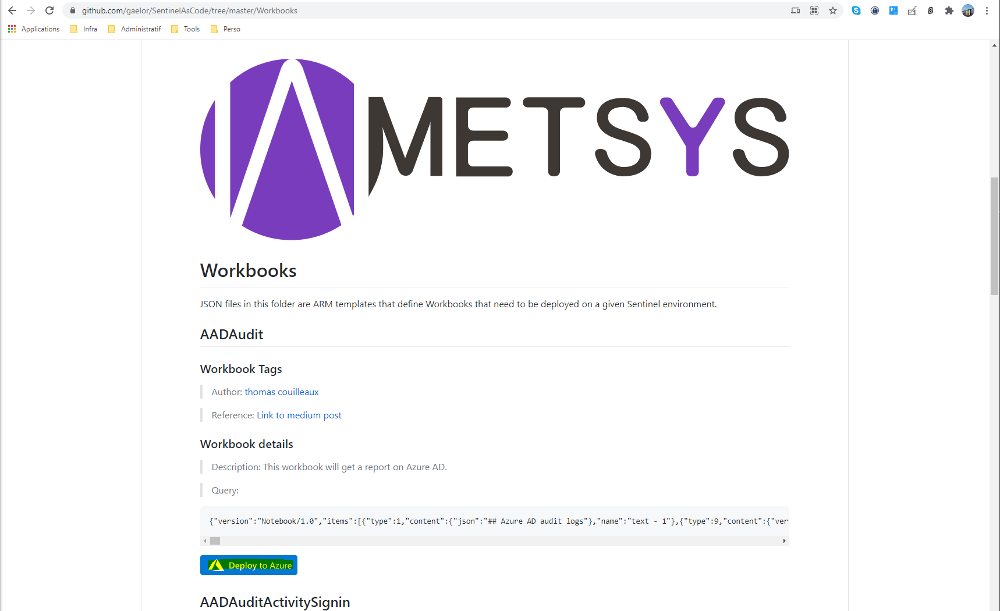 github.com/gaelor/SentinelAsCode/tree/master/Workbooks
Applications Infra Administratif Tools Perso
METSYS
Workbooks
JSON files in this folder are ARM templates that define Workbooks that need to be deployed on a given Sentinel environment.
AADAudit
Workbook Tags
Author: thomas couilleaux
Reference: Link to medium post
Workbook details
Description: This workbook will get a report on Azure AD.
Query:
{"version":"Notebook/1.0","items":[{"type":1,"content":{"json":"## Azure AD audit logs"},"name":"text - 1"},{"type":9,"content":{"ver
Deploy to Azure
AADAuditActivitySignin